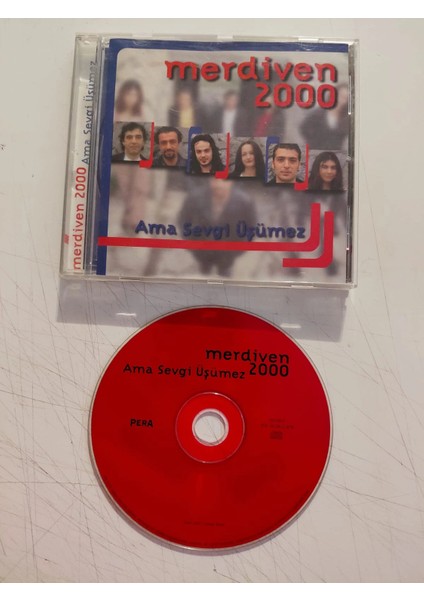 merdiven
2000
Ama Sevgi Üşümez
merdiven 2000 Ama Sevgi Üşümez
merdiven
Ama Sevgi Üşümez 2000
PERA